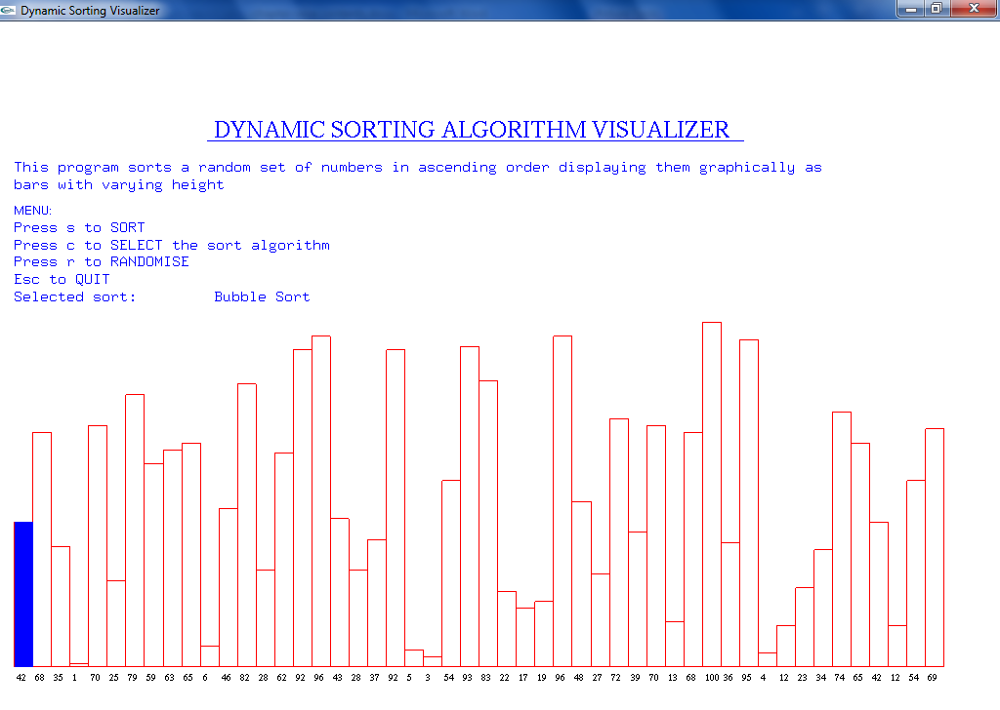 Dynamic Sorting Visualizer
DYNAMIC SORTING ALGORITHM VISUALIZER
This program sorts a random set of numbers in ascending order displaying them graphically as
bars with varying height
MENU:
Press s to SORT
Press c to SELECT the sort algorithm
Press r to RANDOMISE
Esc to QUIT
Selected sort: Bubble Sort
42 68 35 1 70 25 79 59 63 65 6 46 82 28 62 92 96 43 28 37 92 5 3 54 93 83 22 17 19 96 48 27 72 39 70 13 68 100 36 95 4 12 23 34 74 65 42 12 54 69